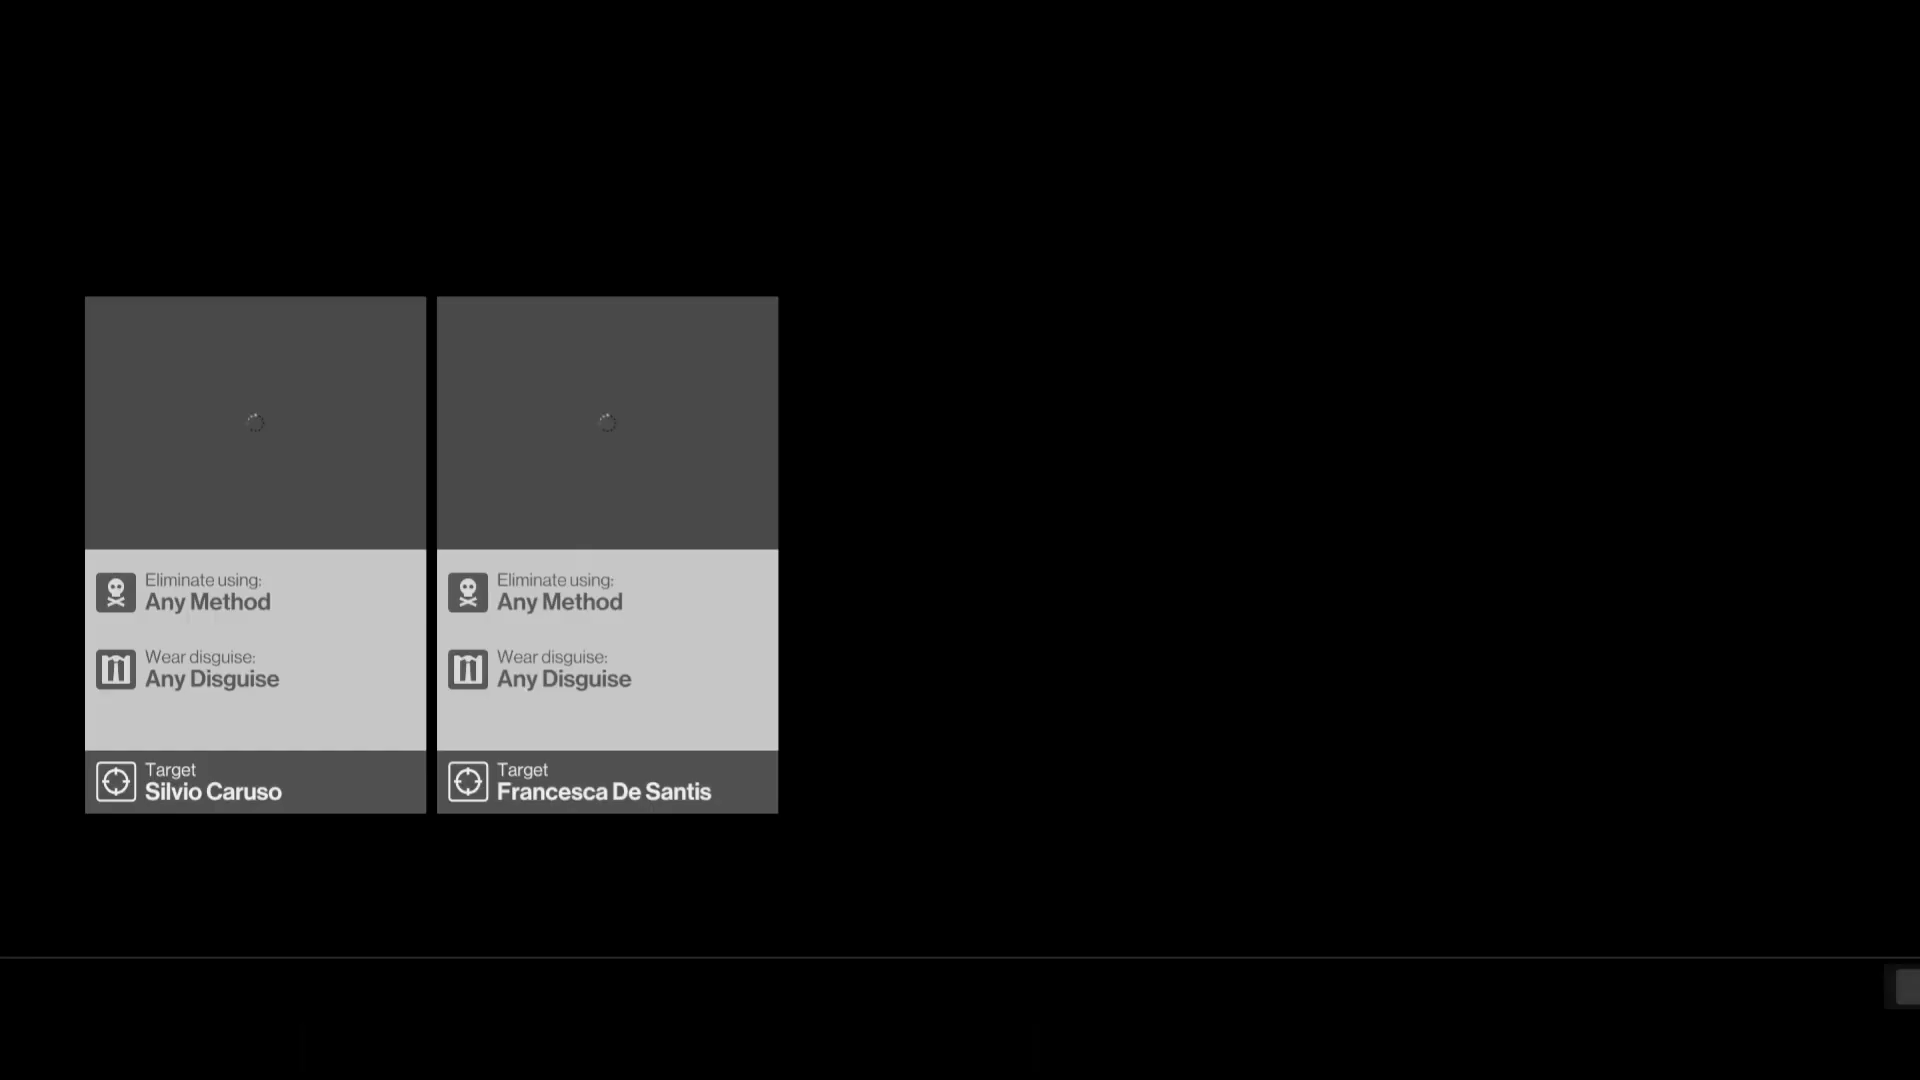 Eliminate using:
Any Method
Wear disguise:
Any Disguise
Target
Silvio Caruso
Eliminate using:
Any Method
Wear disguise:
Any Disguise
Target
Francesca De Santis